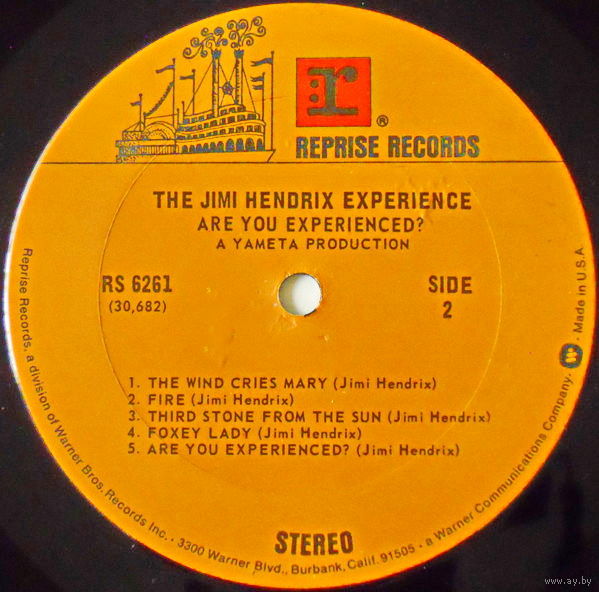 r
®
REPRISE RECORDS
THE JIMI HENDRIX EXPERIENCE
ARE YOU EXPERIENCED?
A YAMETA PRODUCTION
RS 6261
(30,682)
SIDE
2
1. THE WIND CRIES MARY (Jimi Hendrix)
2. FIRE (Jimi Hendrix)
3. THIRD STONE FROM THE SUN (Jimi Hendrix)
4. FOXEY LADY (Jimi Hendrix)
5. ARE YOU EXPERIENCED? (Jimi Hendrix)
STEREO
Reprise Records, a division of Warner Bros. Records Inc. • 3300 Warner Blvd., Burbank, Calif. 91505 • a Warner Communications Company. W • Made in U.S.A.
www.ay.by